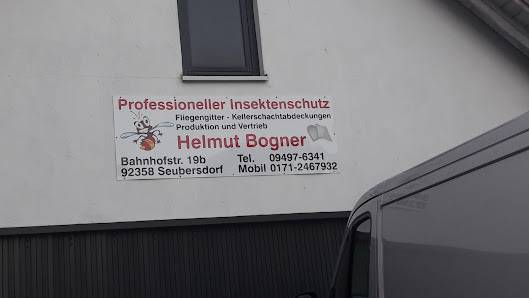 Professioneller Insektenschutz
Fliegengitter - Kellerschachtabdeckungen
Produktion und Vertrieb
Helmut Bogner
Bahnhofstr. 19b Tel. 09497-6341
92358 Seubersdorf Mobil 0171-2467932